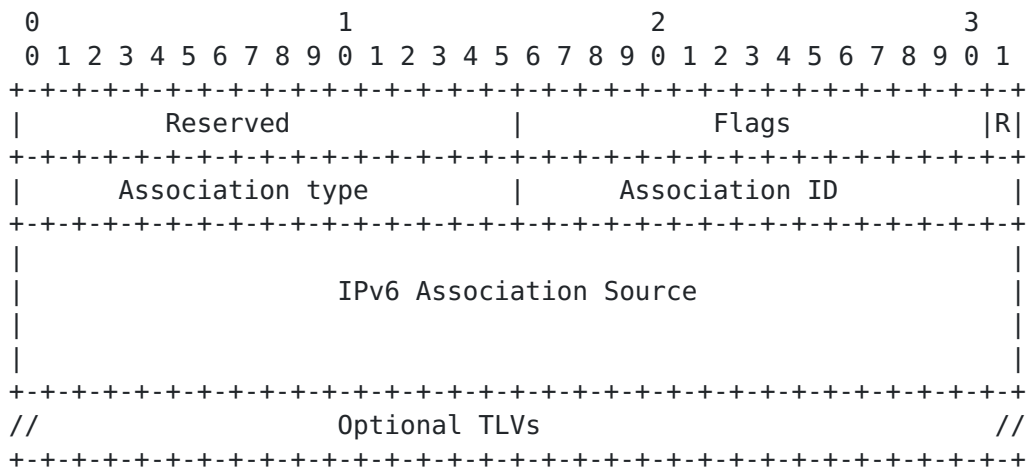 0                   1                   2                   3
 0 1 2 3 4 5 6 7 8 9 0 1 2 3 4 5 6 7 8 9 0 1 2 3 4 5 6 7 8 9 0 1
+-+-+-+-+-+-+-+-+-+-+-+-+-+-+-+-+-+-+-+-+-+-+-+-+-+-+-+-+-+-+-+-+
|         Reserved              |            Flags            |R|
+-+-+-+-+-+-+-+-+-+-+-+-+-+-+-+-+-+-+-+-+-+-+-+-+-+-+-+-+-+-+-+-+
|      Association type         |      Association ID           |
+-+-+-+-+-+-+-+-+-+-+-+-+-+-+-+-+-+-+-+-+-+-+-+-+-+-+-+-+-+-+-+-+
|                                                               |
|                    IPv6 Association Source                    |
|                                                               |
|                                                               |
+-+-+-+-+-+-+-+-+-+-+-+-+-+-+-+-+-+-+-+-+-+-+-+-+-+-+-+-+-+-+-+-+
//                   Optional TLVs                             //
+-+-+-+-+-+-+-+-+-+-+-+-+-+-+-+-+-+-+-+-+-+-+-+-+-+-+-+-+-+-+-+-+